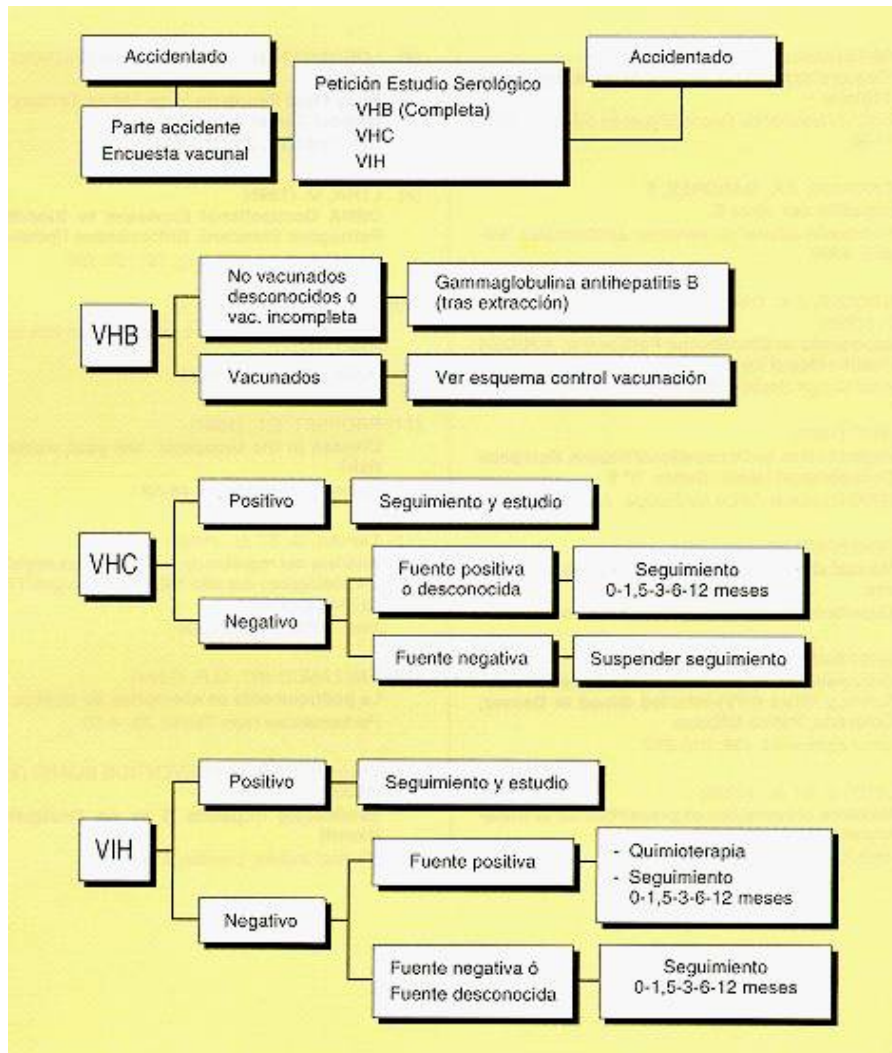 Accidentado
Accidentado
Petición Estudio Serológico
VHB (Completa)
VHC
VIH
Parte accidente
Encuesta vacunal
VHB
No vacunados
desconocidos o
vac. incompleta
Gammaglobulina antihepatitis B
(tras extracción)
Vacunados
Ver esquema control vacunación
VHC
Positivo
Seguimiento y estudio
Negativo
Fuente positiva
o desconocida
Seguimiento
0-1,5-3-6-12 meses
Fuente negativa
Suspender seguimiento
VIH
Positivo
Seguimiento y estudio
Negativo
Fuente positiva
- Quimioterapia
- Seguimiento
0-1,5-3-6-12 meses
Fuente negativa ó
Fuente desconocida
Seguimiento
0-1,5-3-6-12 meses